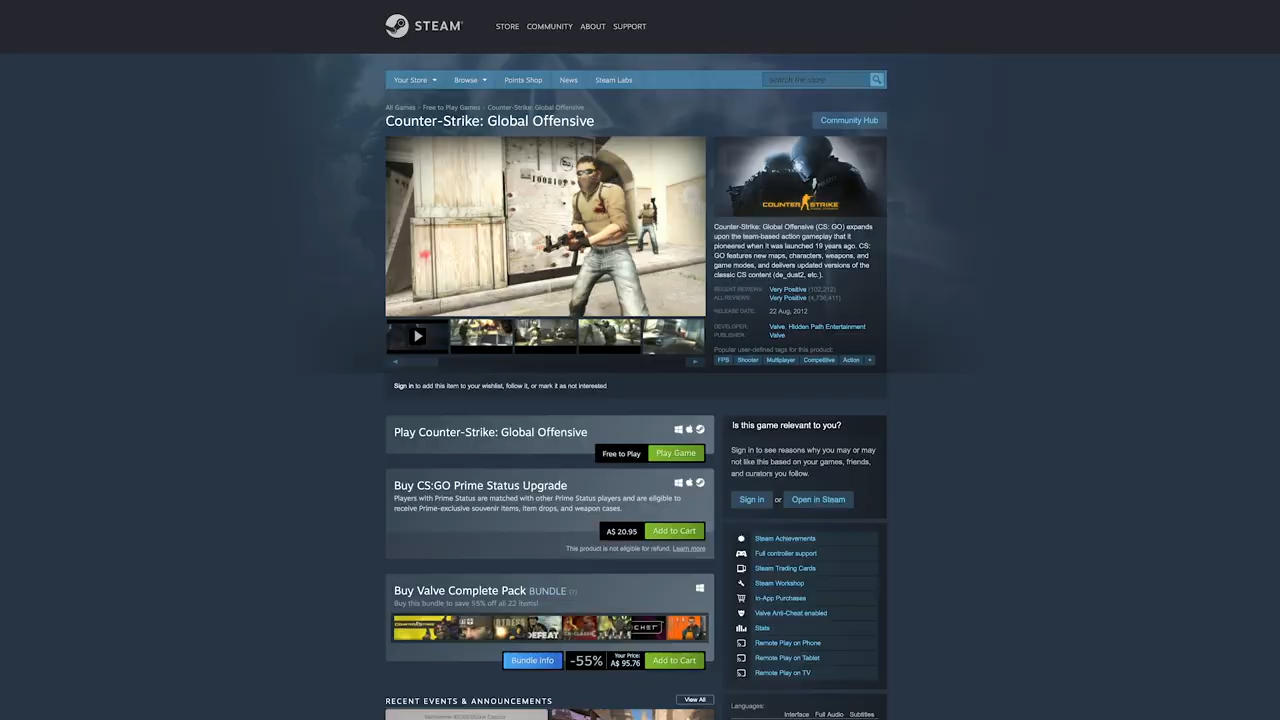 STEAM
STORE COMMUNITY ABOUT SUPPORT
Your Store Browse Points Shop News Steam Labs
search the store
All Games > Free to Play Games > Counter-Strike: Global Offensive
Counter-Strike: Global Offensive
Community Hub
COUNTER STRIKE
Counter-Strike: Global Offensive (CS: GO) expands
upon the team-based action gameplay that it
pioneered when it was launched 19 years ago. CS:
GO features new maps, characters, weapons, and
game modes, and delivers updated versions of the
classic CS content (de_dust2, etc.).
RECENT REVIEWS: Very Positive (102,212)
ALL REVIEWS: Very Positive (4,736,411)
RELEASE DATE: 22 Aug, 2012
DEVELOPER: Valve, Hidden Path Entertainment
PUBLISHER: Valve
Popular user-defined tags for this product:
FPS Shooter Multiplayer Competitive Action +
Sign in to add this item to your wishlist, follow it, or mark it as not interested
Play Counter-Strike: Global Offensive
Free to Play Play Game
Buy CS:GO Prime Status Upgrade
Players with Prime Status are matched with other Prime Status players and are eligible to
receive Prime-exclusive souvenir items, item drops, and weapon cases.
A$ 20.95 Add to Cart
This product is not eligible for refund. Learn more
Buy Valve Complete Pack BUNDLE (?)
Buy this bundle to save 55% off all 22 items!
Bundle info -55% Your Price: A$ 95.76 Add to Cart
RECENT EVENTS & ANNOUNCEMENTS View All
Is this game relevant to you?
Sign in to see reasons why you may or may
not like this based on your games, friends,
and curators you follow.
Sign in or Open in Steam
Steam Achievements
Full controller support
Steam Trading Cards
Steam Workshop
In-App Purchases
Valve Anti-Cheat enabled
Stats
Remote Play on Phone
Remote Play on Tablet
Remote Play on TV
Languages:
Interface Full Audio Subtitles